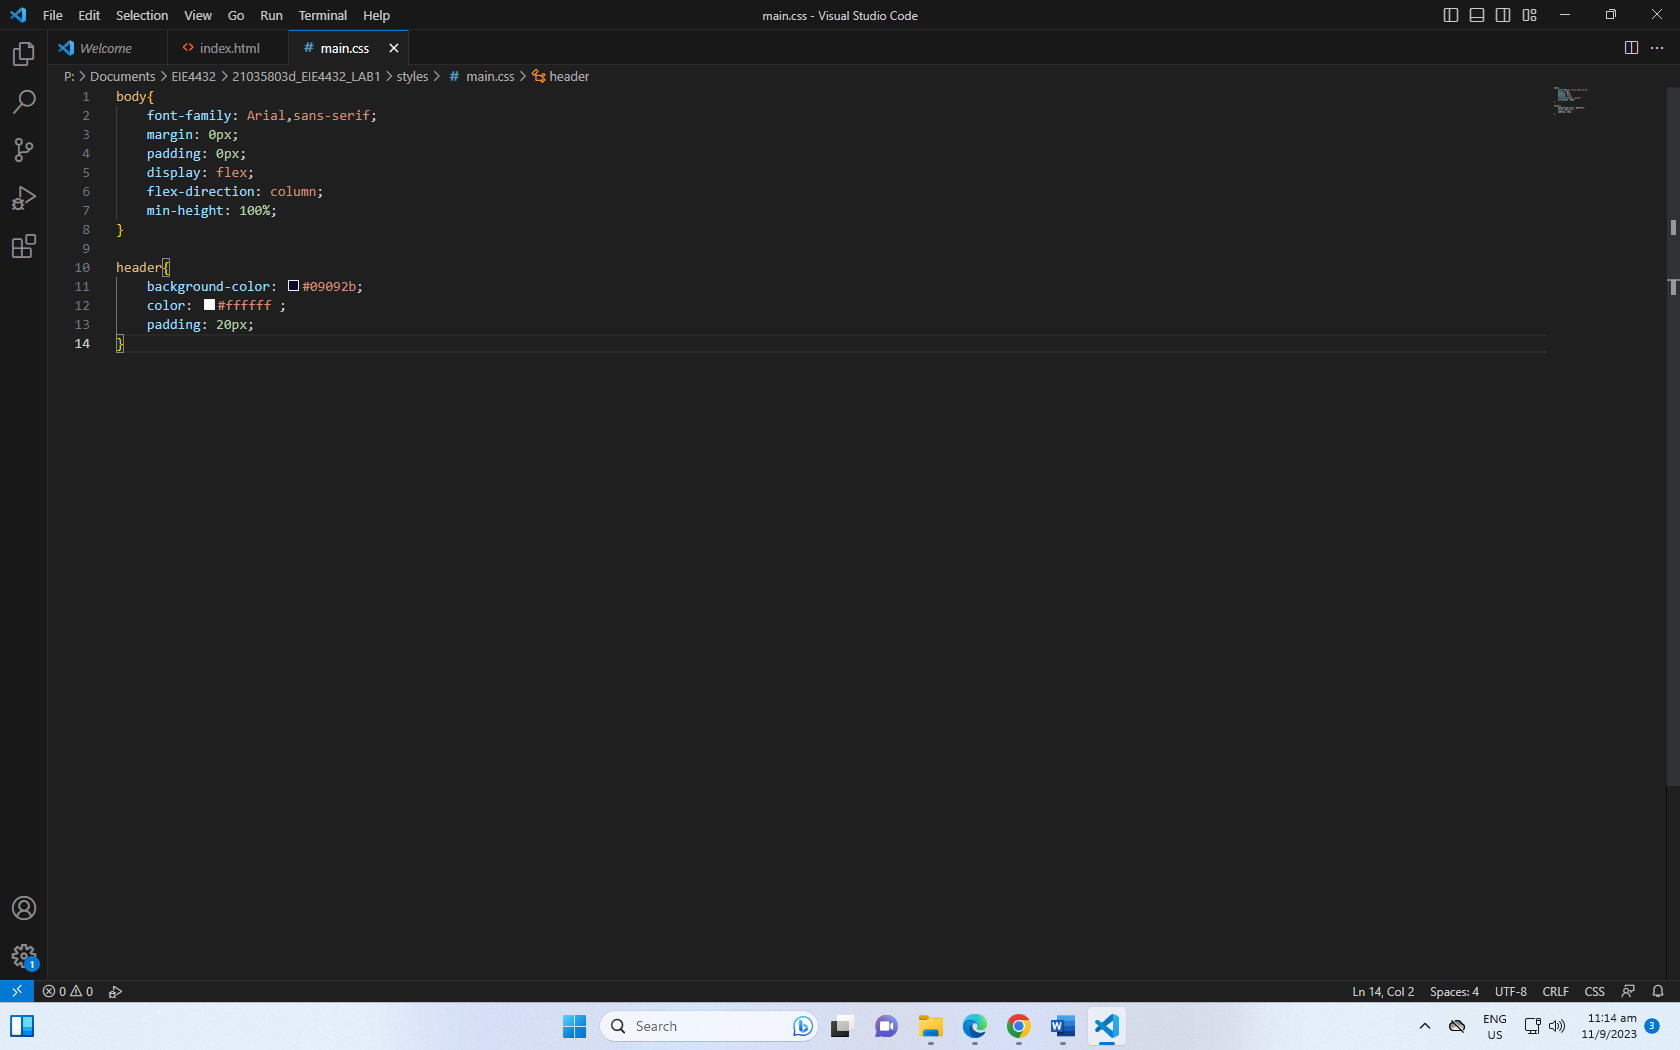 File Edit Selection View Go Run Terminal Help
main.css - Visual Studio Code
Welcome
index.html
# main.css
P: > Documents > EIE4432 > 21035803d_EIE4432_LAB1 > styles > # main.css > header
1 body{
2 font-family: Arial,sans-serif;
3 margin: 0px;
4 padding: 0px;
5 display: flex;
6 flex-direction: column;
7 min-height: 100%;
8 }
9
10 header{
11 background-color: #09092b;
12 color: #ffffff ;
13 padding: 20px;
14 }
1
0 0
Ln 14, Col 2 Spaces: 4 UTF-8 CRLF CSS
Search
W
ENG
US
11:14 am
11/9/2023
3